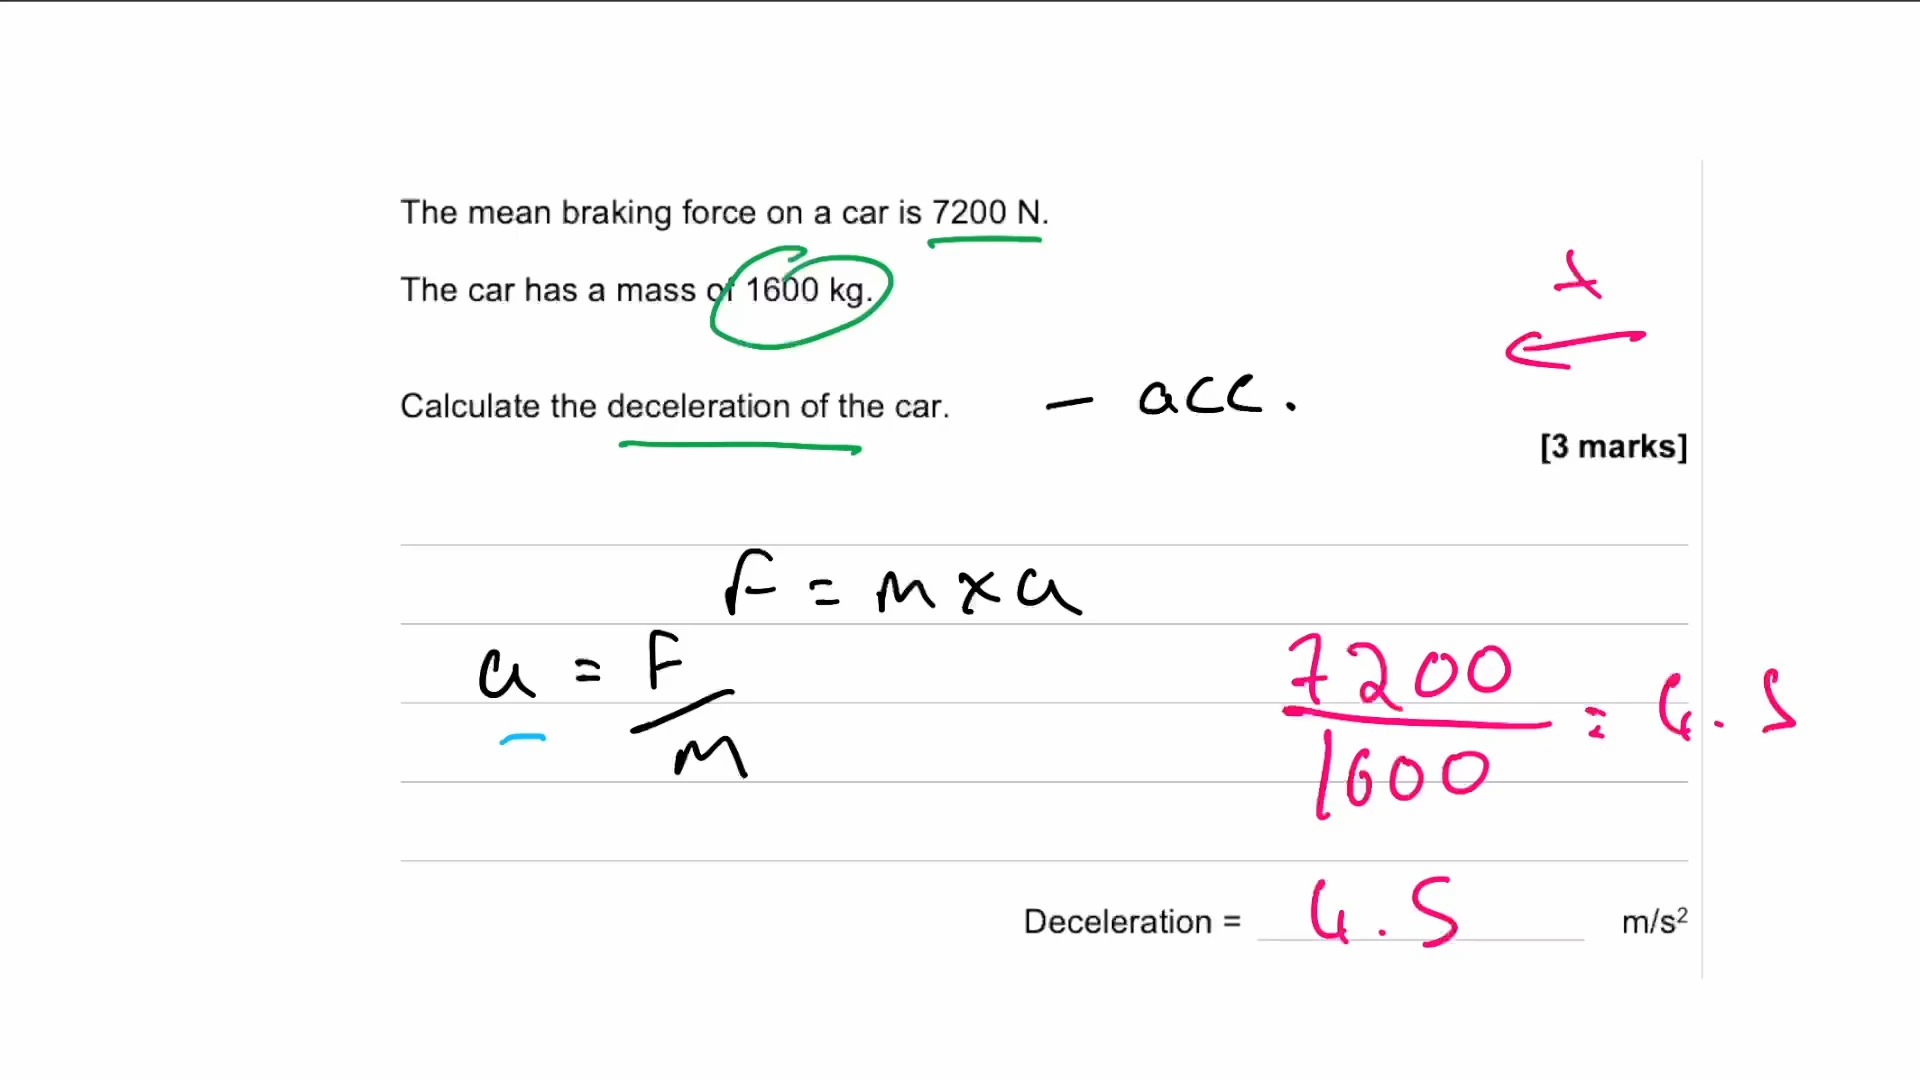 The mean braking force on a car is 7200 N.
The car has a mass of 1600 kg.
Calculate the deceleration of the car.
- acc.
[3 marks]
F = m x a
a = F
m
7200
1600
= 4.5
Deceleration = 4.5 m/s²